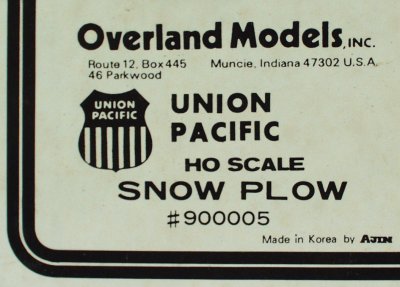 Overland Models, INC.
Route 12, Box 445 Muncie, Indiana 47302 U.S.A.
46 Parkwood
UNION
PACIFIC
UNION
PACIFIC
HO SCALE
SNOW PLOW
#900005
Made in Korea by AJIN